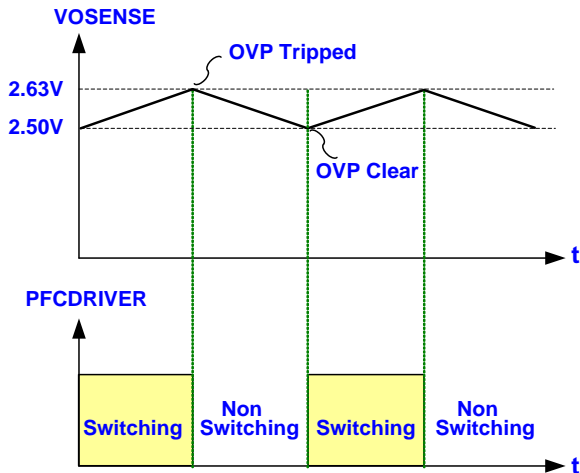 VOSENSE
OVP Tripped
2.63V
2.50V
OVP Clear
t
PFCDRIVER
Switching
Non
Switching
Switching
Non
Switching
t